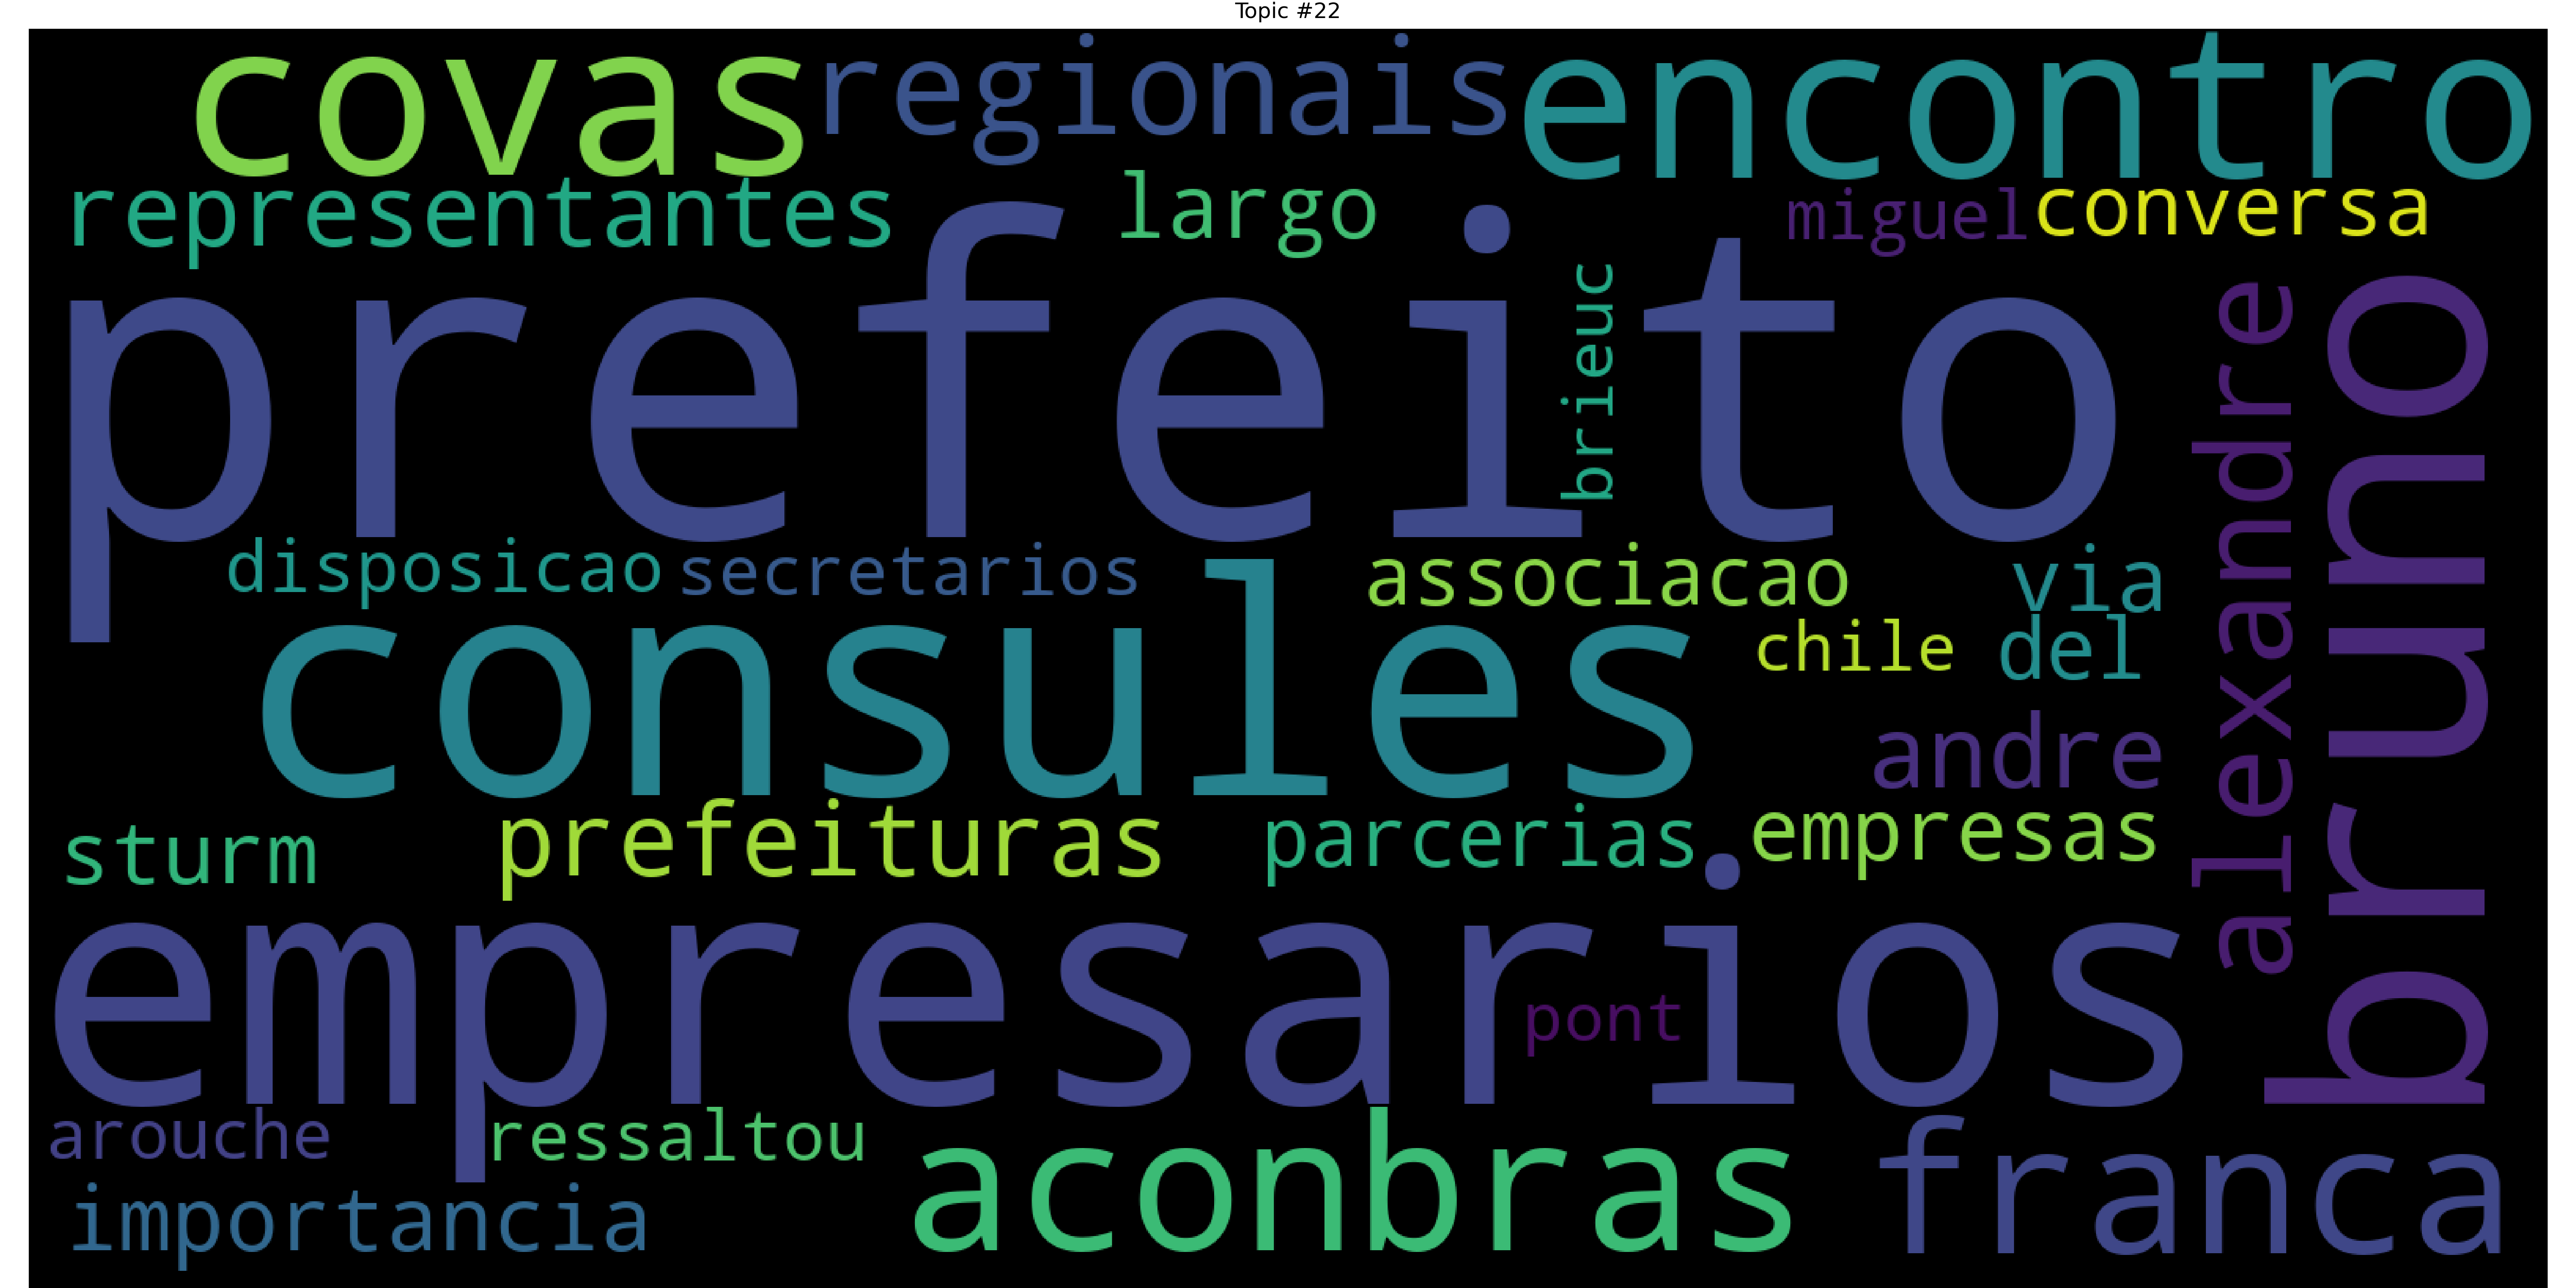 Topic #22
covas regionais encontro
representantes largo miguel conversa
prefeito
brieuc
alexandre
bruno
disposicao secretarios associacao via
consules chile del
andre
sturm prefeituras parcerias empresas
empresarios
pont
arouche ressaltou
aconbras franca
importancia